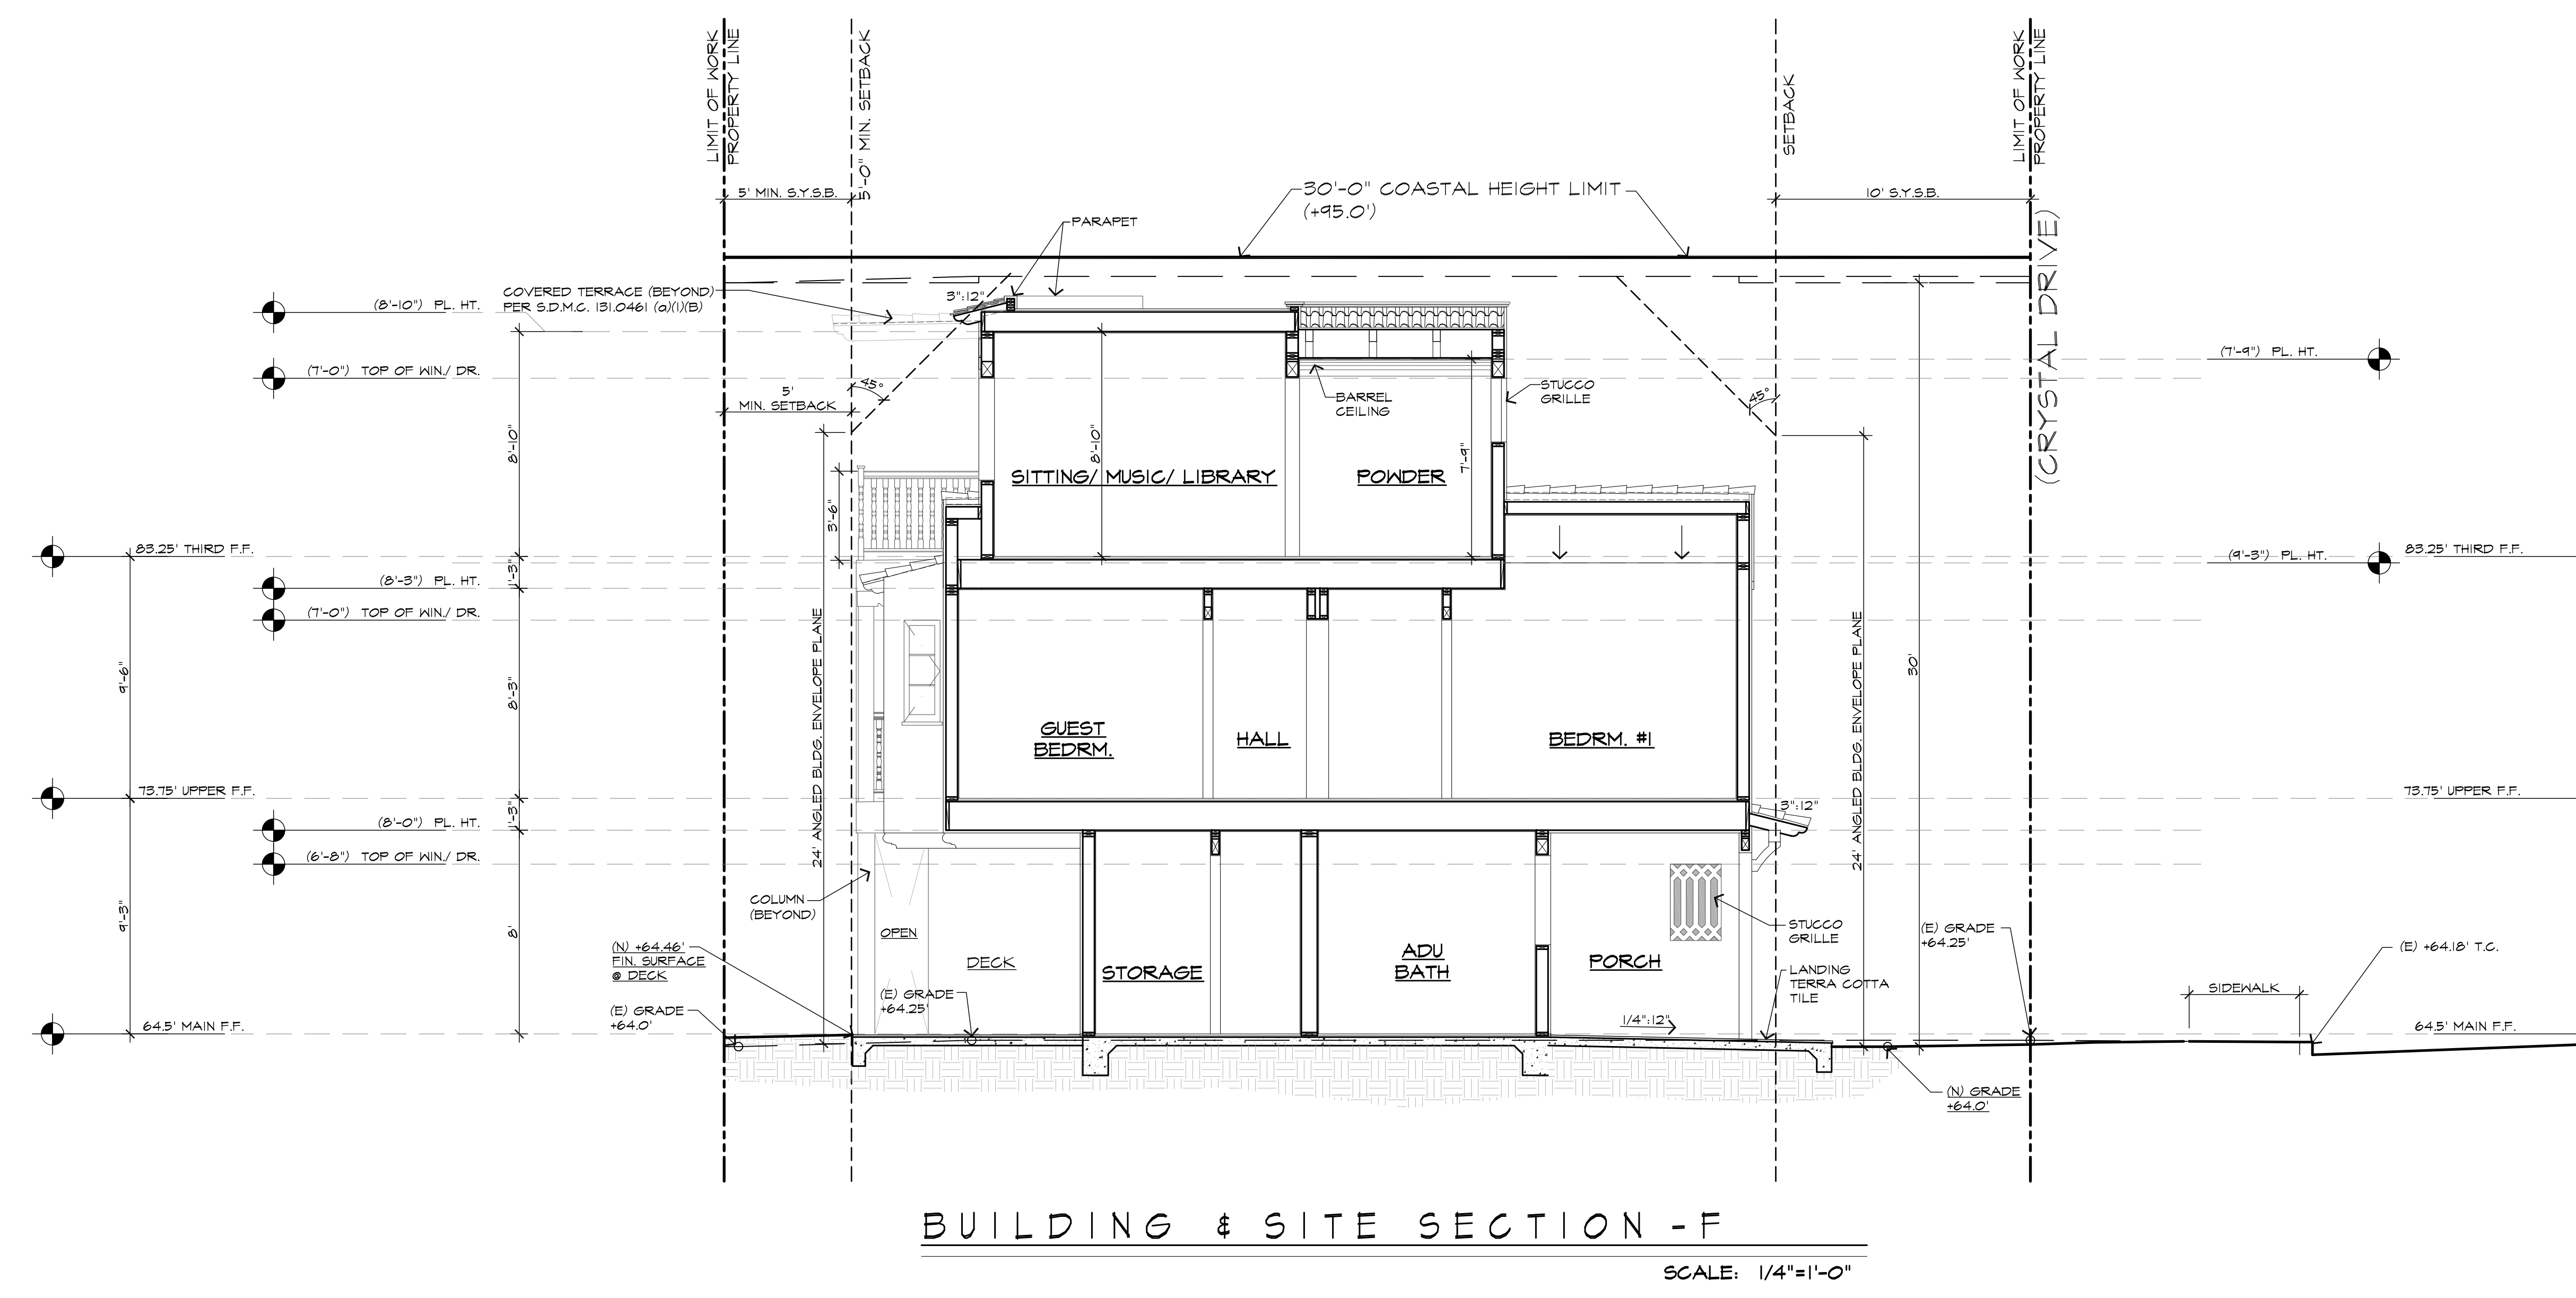 LIMIT OF WORK
PROPERTY LINE
5'-0" MIN. SETBACK
SETBACK
LIMIT OF WORK
PROPERTY LINE
5' MIN. S.Y.S.B.
30'-0" COASTAL HEIGHT LIMIT
(+95.0')
10' S.Y.S.B.
PARAPET
(CRYSTAL DRIVE)
COVERED TERRACE (BEYOND)
PER S.D.M.C. 131.0461 (a)(1)(B)
3":12"
(8'-10") PL. HT.
(7'-9") PL. HT.
(7'-0") TOP OF WIN./ DR.
45°
5'
MIN. SETBACK
BARREL
CEILING
STUCCO
GRILLE
45°
8'-10"
8'-10"
7'-9"
SITTING/ MUSIC/ LIBRARY
POWDER
3'-6"
83.25' THIRD F.F.
(9'-3") PL. HT.
83.25' THIRD F.F.
1'-3"
(8'-3") PL. HT.
(7'-0") TOP OF WIN./ DR.
9'-6"
8'-3"
24' ANGLED BLDG. ENVELOPE PLANE
24' ANGLED BLDG. ENVELOPE PLANE
30'
GUEST
BEDRM.
HALL
BEDRM. #1
73.75' UPPER F.F.
73.75' UPPER F.F.
1'-3"
3":12"
(8'-0") PL. HT.
(6'-8") TOP OF WIN./ DR.
9'-3"
8'
COLUMN
(BEYOND)
OPEN
DECK
STORAGE
ADU
BATH
PORCH
STUCCO
GRILLE
(E) GRADE
+64.25'
(E) +64.18' T.C.
(N) +64.46'
FIN. SURFACE
@ DECK
(E) GRADE
+64.25'
LANDING
TERRA COTTA
TILE
SIDEWALK
(E) GRADE
+64.0'
1/4":12"
64.5' MAIN F.F.
64.5' MAIN F.F.
(N) GRADE
+64.0'
BUILDING & SITE SECTION - F
SCALE: 1/4"=1'-0"